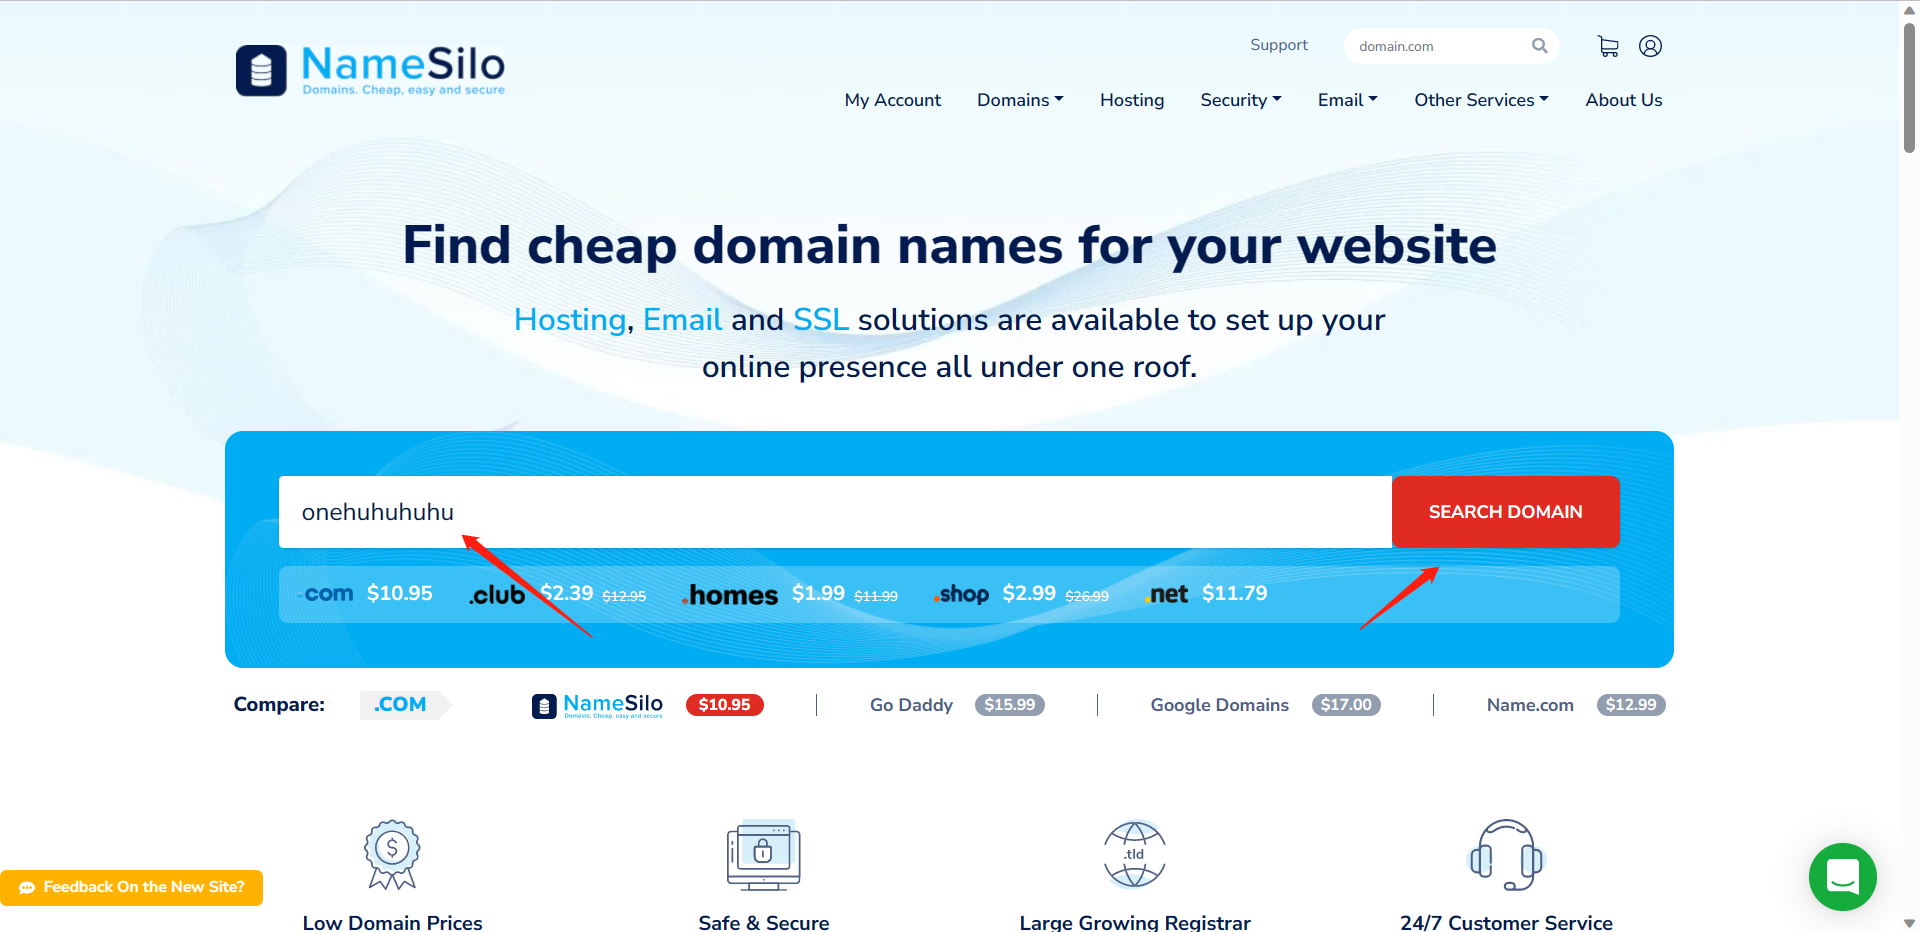 NameSilo
Domains. Cheap, easy and secure
Support
domain.com
My Account Domains Hosting Security Email Other Services About Us
Find cheap domain names for your website
Hosting, Email and SSL solutions are available to set up your
online presence all under one roof.
onehuhuhuhu
SEARCH DOMAIN
.com $10.95 .club $2.39 $12.95 .homes $1.99 $11.99 .shop $2.99 $26.99 .net $11.79
Compare: .COM NameSilo $10.95 Go Daddy $15.99 Google Domains $17.00 Name.com $12.99
Domains. Cheap, easy and secure
$
.tld
Feedback On the New Site?
Low Domain Prices Safe & Secure Large Growing Registrar 24/7 Customer Service